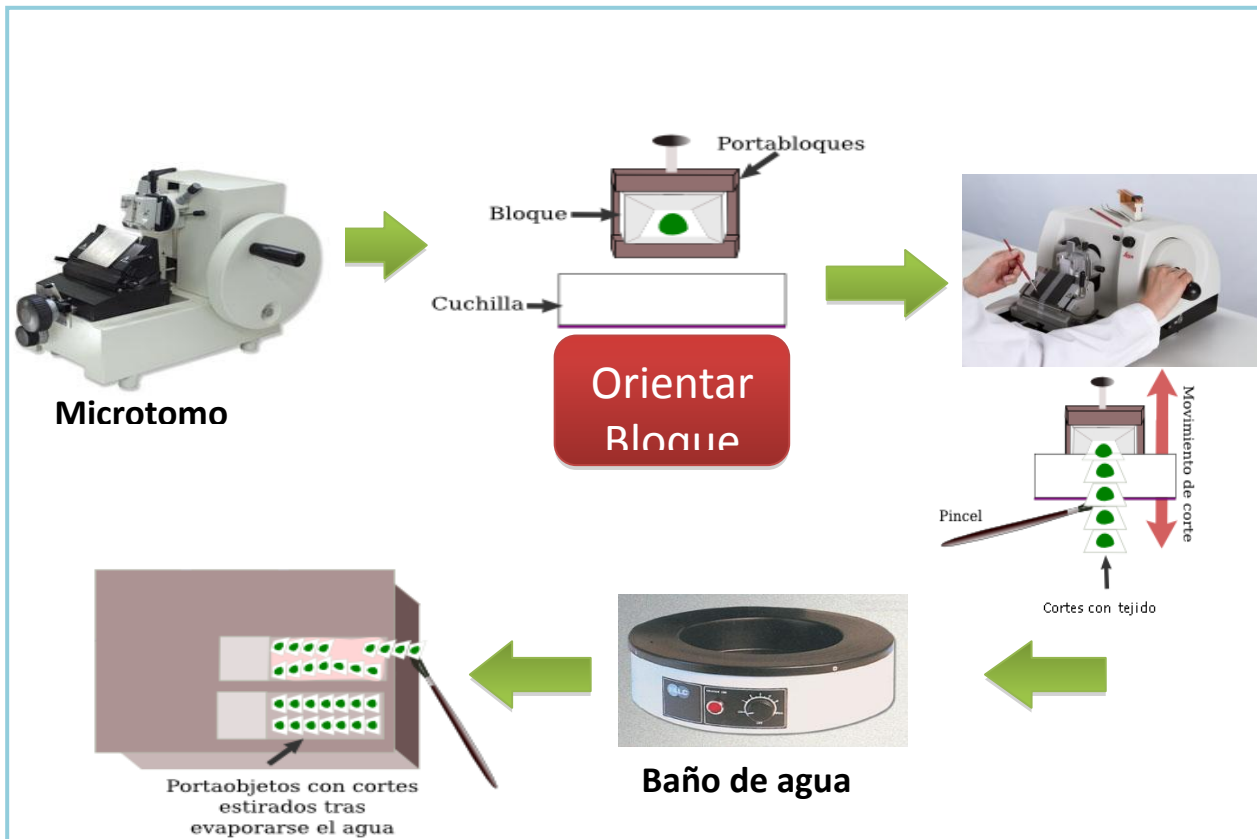 Microtomo
Portabloques
Bloque
Cuchilla
Orientar
Bloque
Movimiento de corte
Pincel
Cortes con tejido
Baño de agua
Portaobjetos con cortes
estirados tras
evaporarse el agua